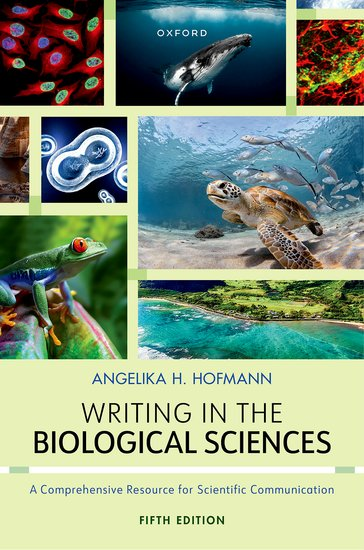 OXFORD
ANGELIKA H. HOFMANN
WRITING IN THE
BIOLOGICAL SCIENCES
A Comprehensive Resource for Scientific Communication
FIFTH EDITION